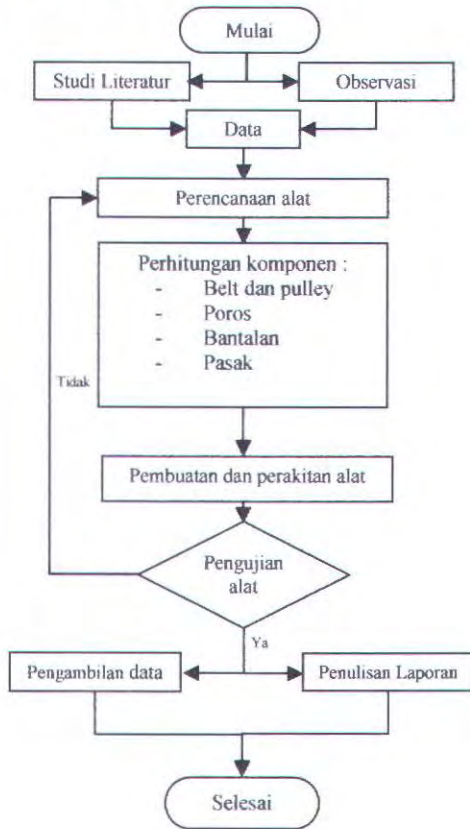 Mulai
Studi Literatur
Observasi
Data
Perencanaan alat
Perhitungan komponen :
- Belt dan pulley
- Poros
- Bantalan
- Pasak
Tidak
Pembuatan dan perakitan alat
Pengujian
alat
Ya
Pengambilan data
Penulisan Laporan
Selesai